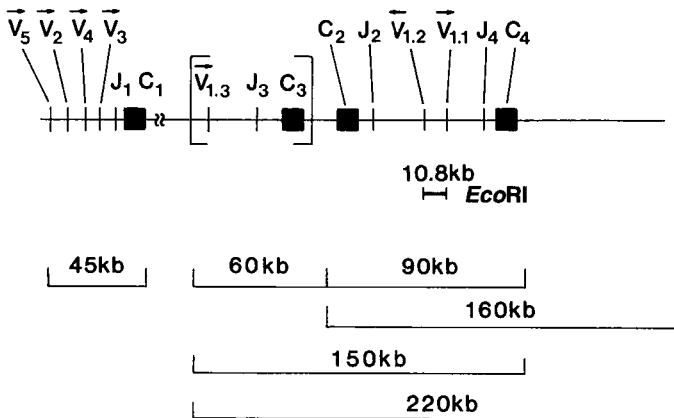 V5 V2 V4 V3
J1 C1
V1.3 J3 C3
C2 J2 V1.2 V1.1 J4 C4
10.8kb
EcoRI
45kb 60kb 90kb
160kb
150kb
220kb